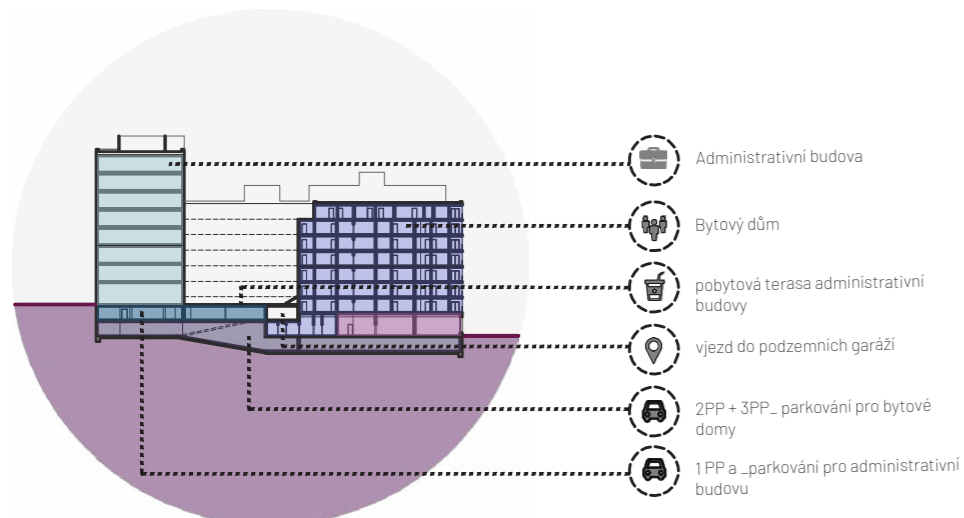 Administrativní budova
Bytový dům
pobytová terasa administrativní
budovy
vjezd do podzemních garáží
2PP + 3PP_ parkování pro bytové
domy
1 PP a _parkování pro administrativní
budovu